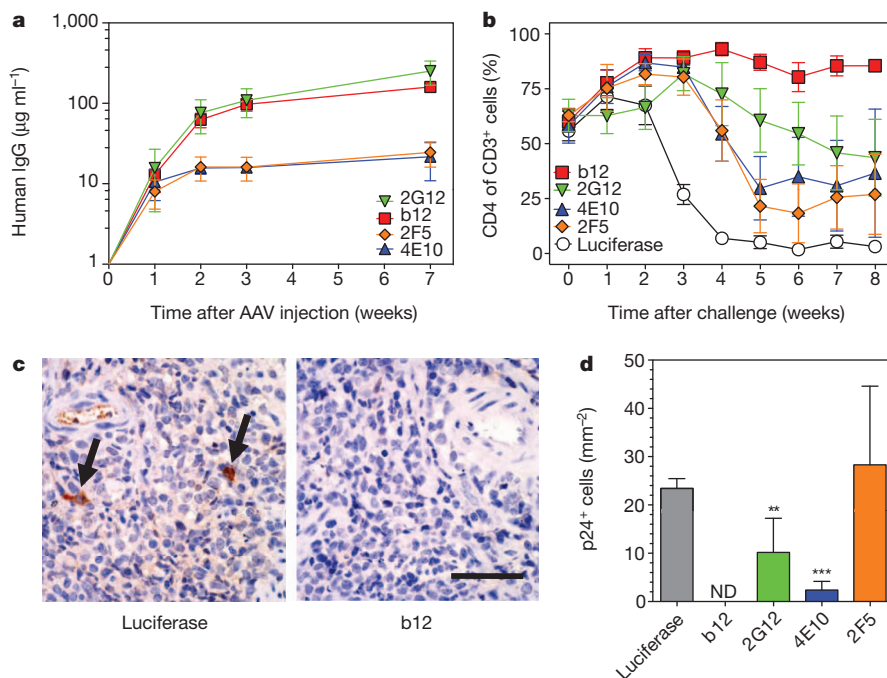 a
1,000
100
10
1
Human IgG (µg ml−1)
0 1 2 3 4 5 6 7
Time after AAV injection (weeks)
2G12
b12
2F5
4E10
b
100
75
50
25
0
CD4 of CD3+ cells (%)
0 1 2 3 4 5 6 7 8
Time after challenge (weeks)
b12
2G12
4E10
2F5
Luciferase
c
Luciferase
b12
d
50
40
30
20
10
0
p24+ cells (mm−2)
ND
**
***
Luciferase
b12
2G12
4E10
2F5